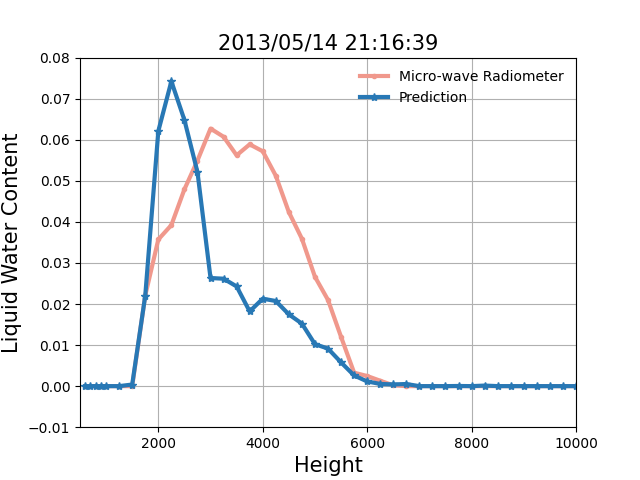 2013/05/14 21:16:39
Micro-wave Radiometer
Prediction
Liquid Water Content
0.08
0.07
0.06
0.05
0.04
0.03
0.02
0.01
0.00
−0.01
2000 4000 6000 8000 10000
Height